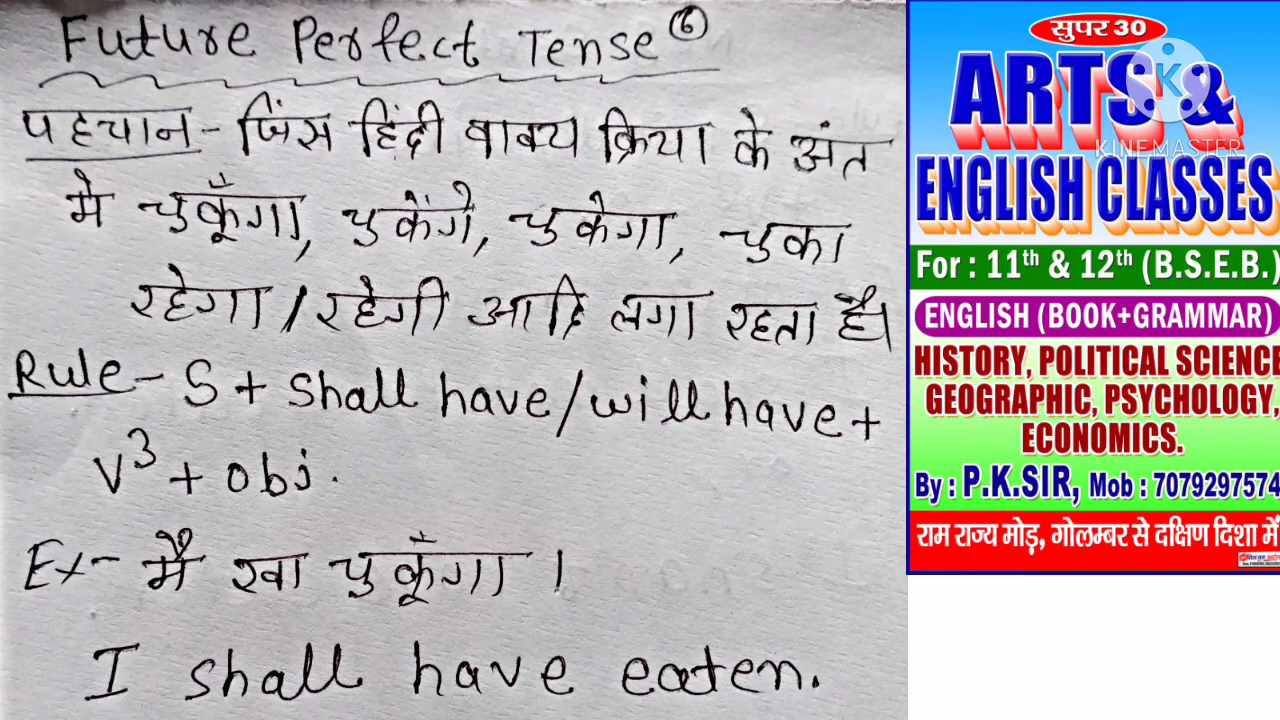 Future Perfect Tense ⑥
पहचान - जिंस हिंदी वाक्य क्रिया के अंत
मे चुकूँगा, चुकेंगे, चुकेगा, चुका
रहेगा / रहेगी आदि लगा रहता है।
Rule - S + shall have / will have +
V³ + obj.
Ex - मै खा चुकूँगा ।
I shall have eaten.
सुपर 30
ARTS &
ENGLISH CLASSES
For : 11th & 12th (B.S.E.B.)
ENGLISH (BOOK+GRAMMAR)
HISTORY, POLITICAL SCIENCE
GEOGRAPHIC, PSYCHOLOGY,
ECONOMICS.
By : P.K.SIR, Mob : 7079297574
राम राज्य मोड़, गोलम्बर से दक्षिण दिशा में
K
KINEMASTER